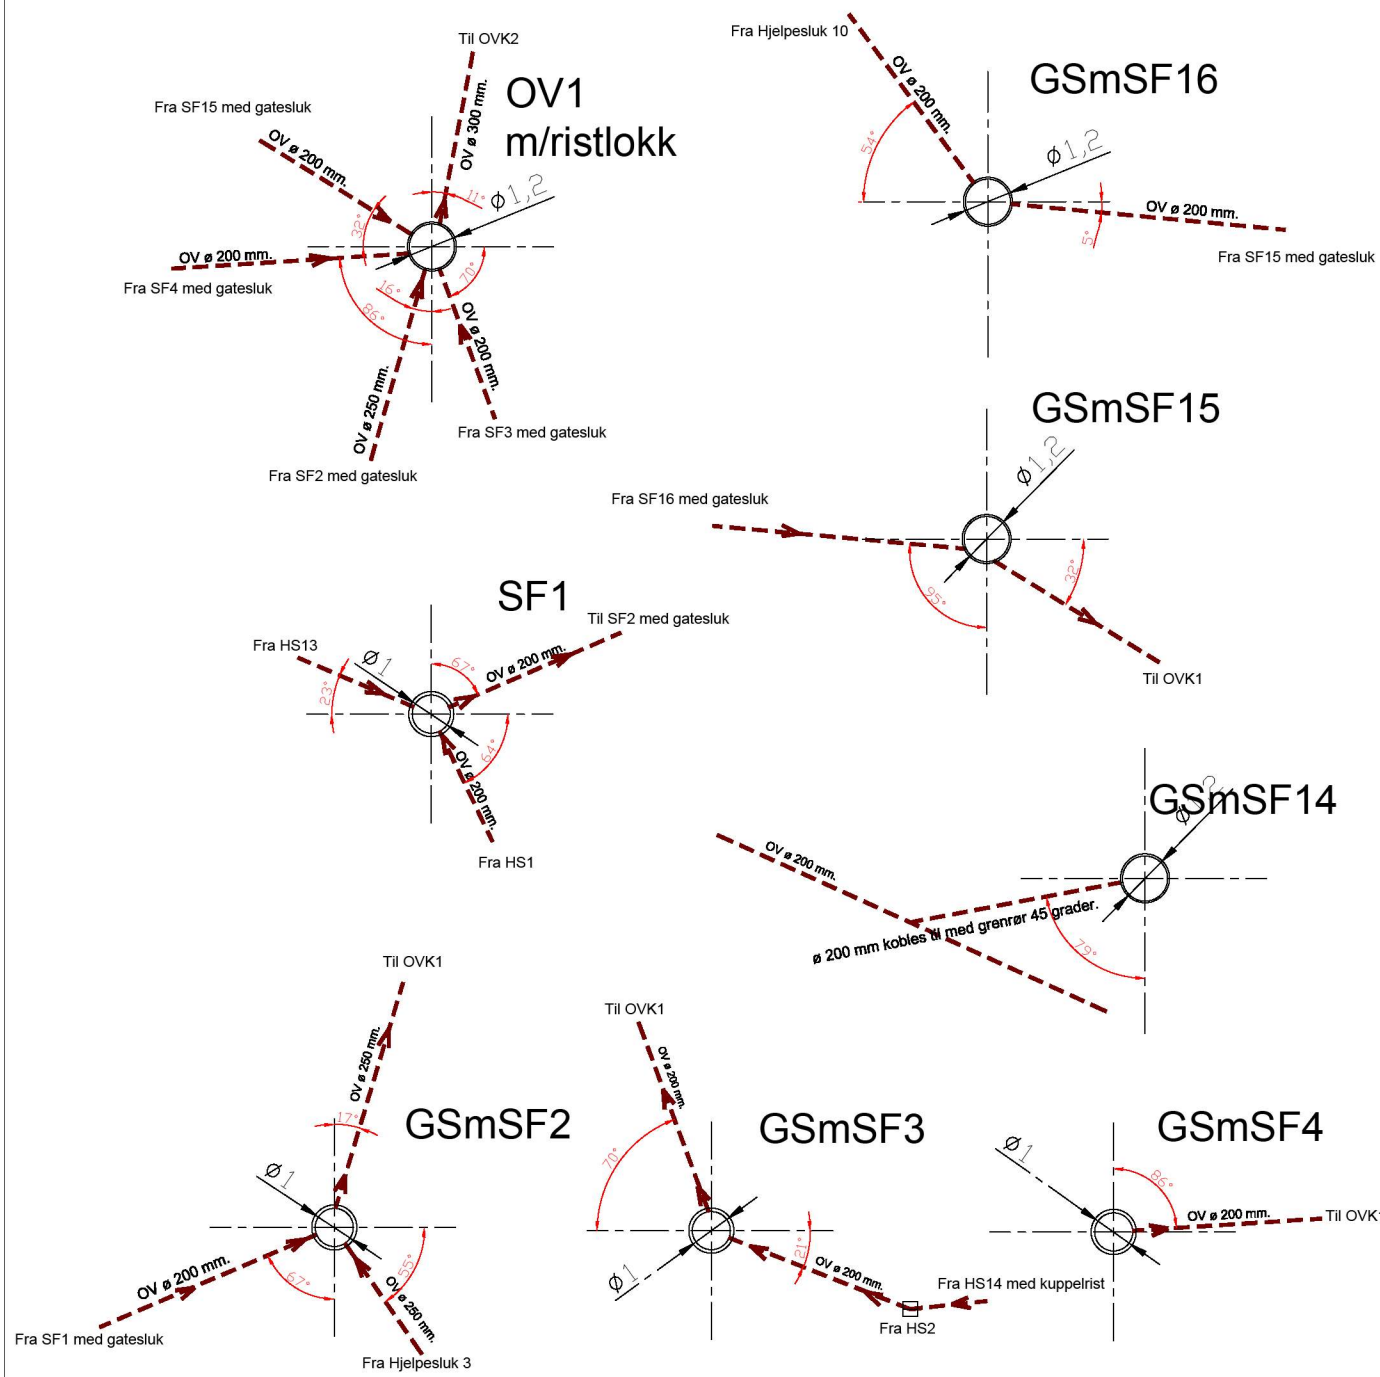 Til OVK2
OV1
m/ristlokk
Fra SF15 med gatesluk
OV ø 200 mm.
OV ø 300 mm.
11°
ø1,2
32°
OV ø 200 mm.
Fra SF4 med gatesluk
70°
16°
86°
OV ø 200 mm.
OV ø 250 mm.
Fra SF3 med gatesluk
Fra SF2 med gatesluk
Fra Hjelpesluk 10
GSmSF16
OV ø 200 mm.
54°
ø1,2
OV ø 200 mm.
5°
Fra SF15 med gatesluk
GSmSF15
ø1,2
Fra SF16 med gatesluk
95°
32°
Til OVK1
SF1
Til SF2 med gatesluk
Fra HS13
ø1
67°
OV ø 200 mm.
23°
64°
OV ø 200 mm.
Fra HS1
GSmSF14
OV ø 200 mm.
ø 200 mm kobles til med grenrør 45 grader.
79°
Til OVK1
OV ø 250 mm.
17°
GSmSF2
ø1
OV ø 200 mm.
67°
55°
OV ø 250 mm.
Fra SF1 med gatesluk
Fra Hjelpesluk 3
Til OVK1
OV ø 200 mm.
GSmSF3
70°
ø1
21°
OV ø 200 mm.
Fra HS14 med kuppelrist
Fra HS2
GSmSF4
ø1
86°
OV ø 200 mm.
Til OVK